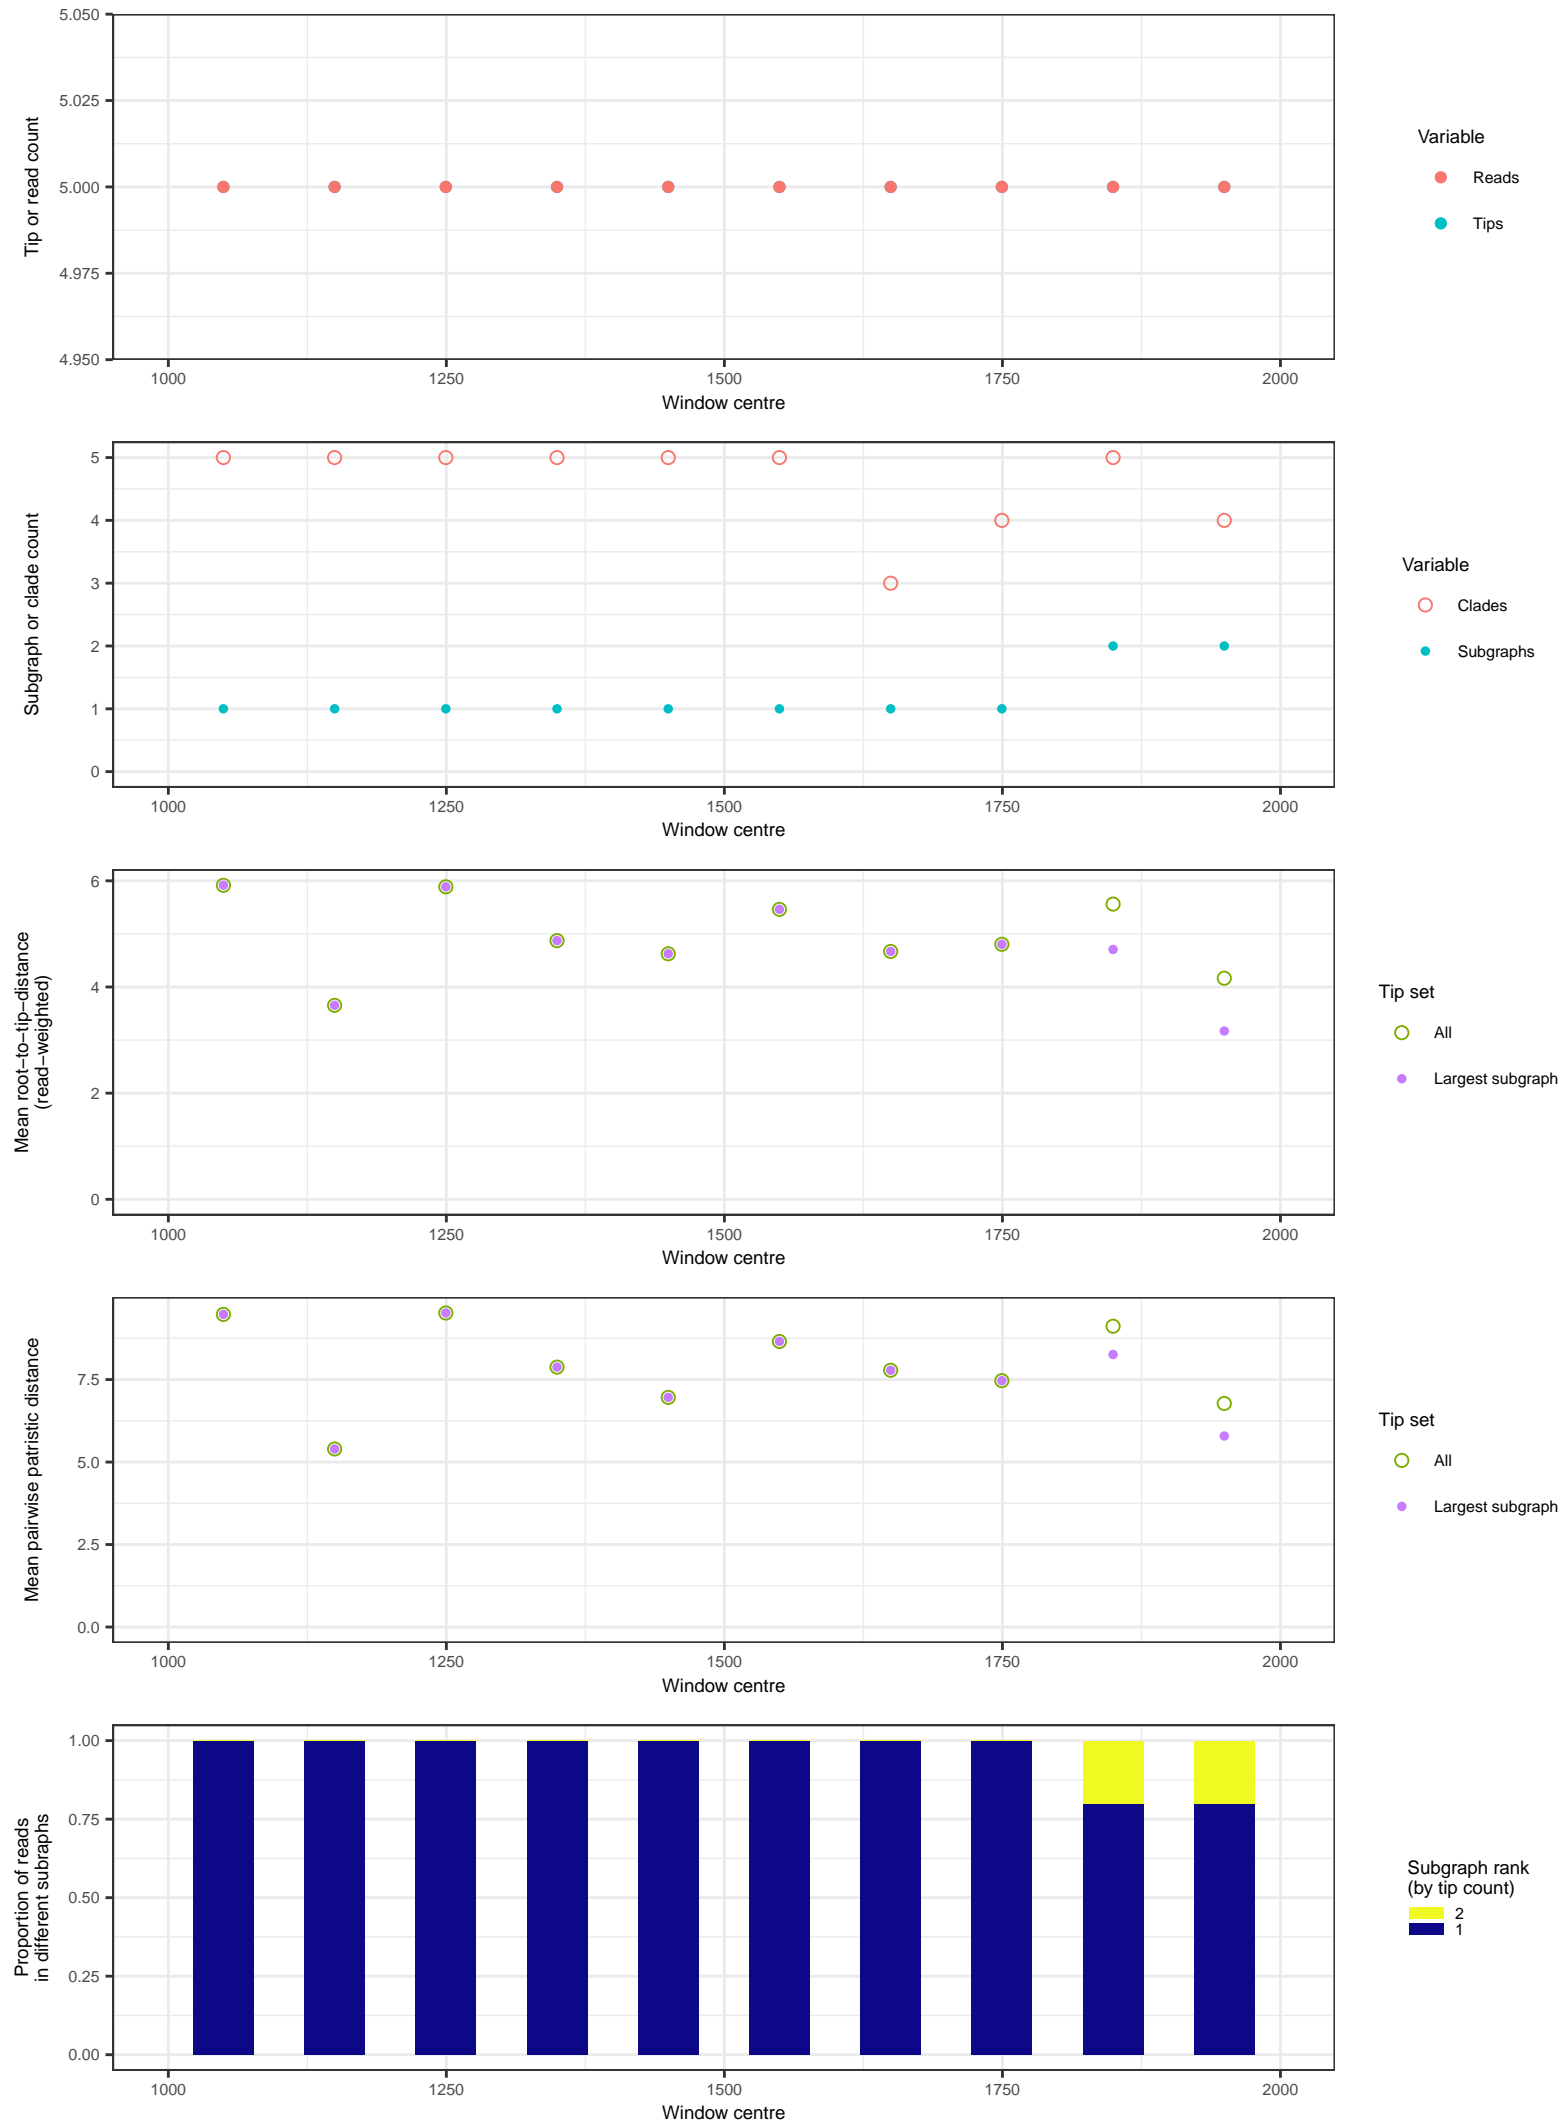 5.050
5.025
5.000
4.975
4.950
Tip or read count
1000 1250 1500 1750 2000
Window centre
Variable
Reads
Tips
5
4
3
2
1
0
Subgraph or clade count
1000 1250 1500 1750 2000
Window centre
Variable
Clades
Subgraphs
6
4
2
0
Mean root−to−tip−distance
(read−weighted)
1000 1250 1500 1750 2000
Window centre
Tip set
All
Largest subgraph
7.5
5.0
2.5
0.0
Mean pairwise patristic distance
1000 1250 1500 1750 2000
Window centre
Tip set
All
Largest subgraph
1.00
0.75
0.50
0.25
0.00
Proportion of reads
in different subraphs
1000 1250 1500 1750 2000
Window centre
Subgraph rank
(by tip count)
2
1